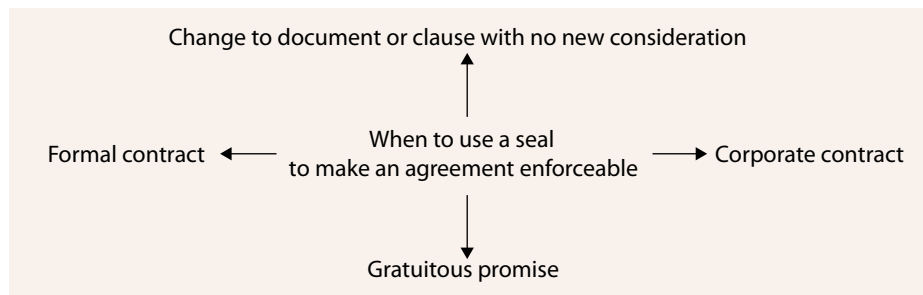 Change to document or clause with no new consideration
When to use a seal
Formal contract
Corporate contract
to make an agreement enforceable
Gratuitous promise